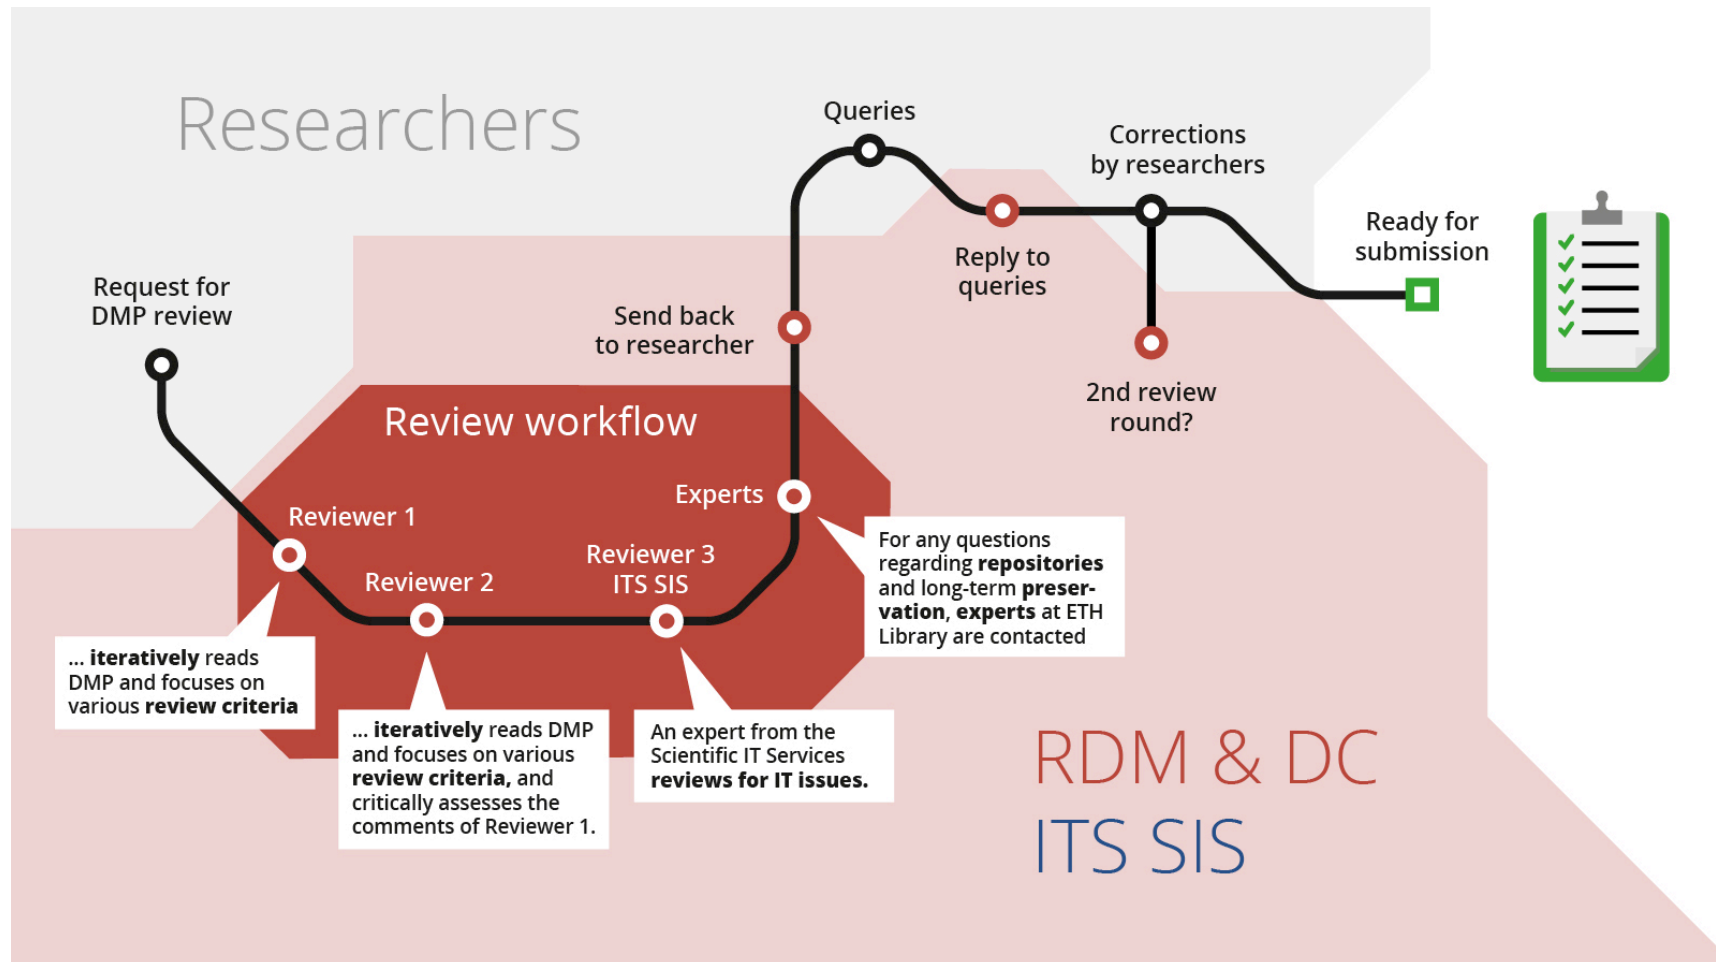 Researchers
Queries
Corrections
by researchers
Ready for
submission
Reply to
queries
Request for
DMP review
Send back
to researcher
2nd review
round?
Review workflow
Experts
Reviewer 1
Reviewer 2
Reviewer 3
ITS SIS
For any questions
regarding repositories
and long-term preser-
vation, experts at ETH
Library are contacted
... iteratively reads
DMP and focuses on
various review criteria
... iteratively reads DMP
and focuses on various
review criteria, and
critically assesses the
comments of Reviewer 1.
An expert from the
Scientific IT Services
reviews for IT issues.
RDM & DC
ITS SIS